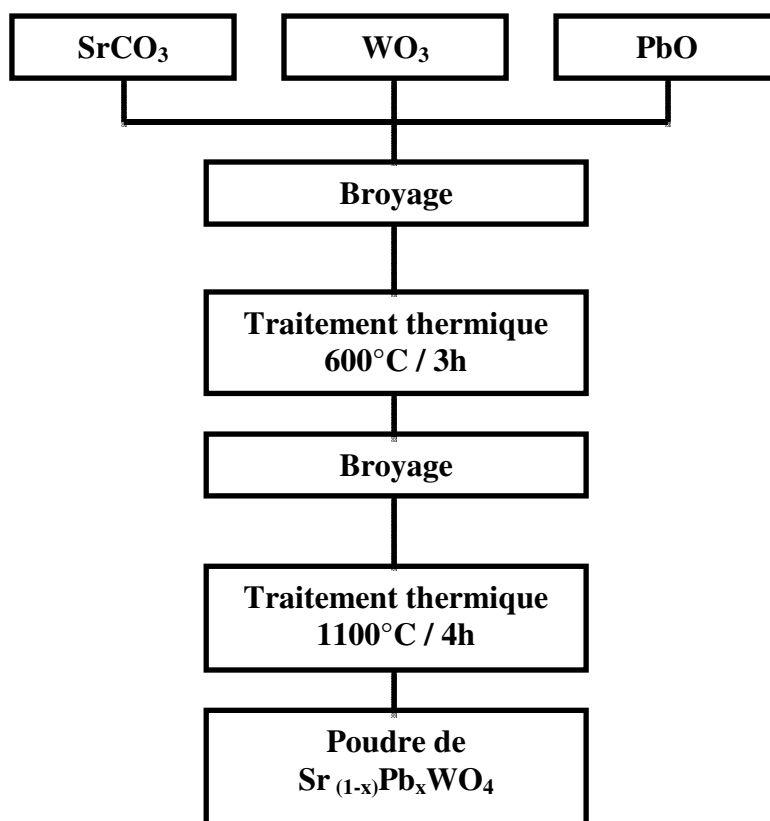 SrCO₃ WO₃ PbO
Broyage
Traitement thermique
600°C / 3h
Broyage
Traitement thermique
1100°C / 4h
Poudre de
Sr ₍₁₋ₓ₎PbₓWO₄